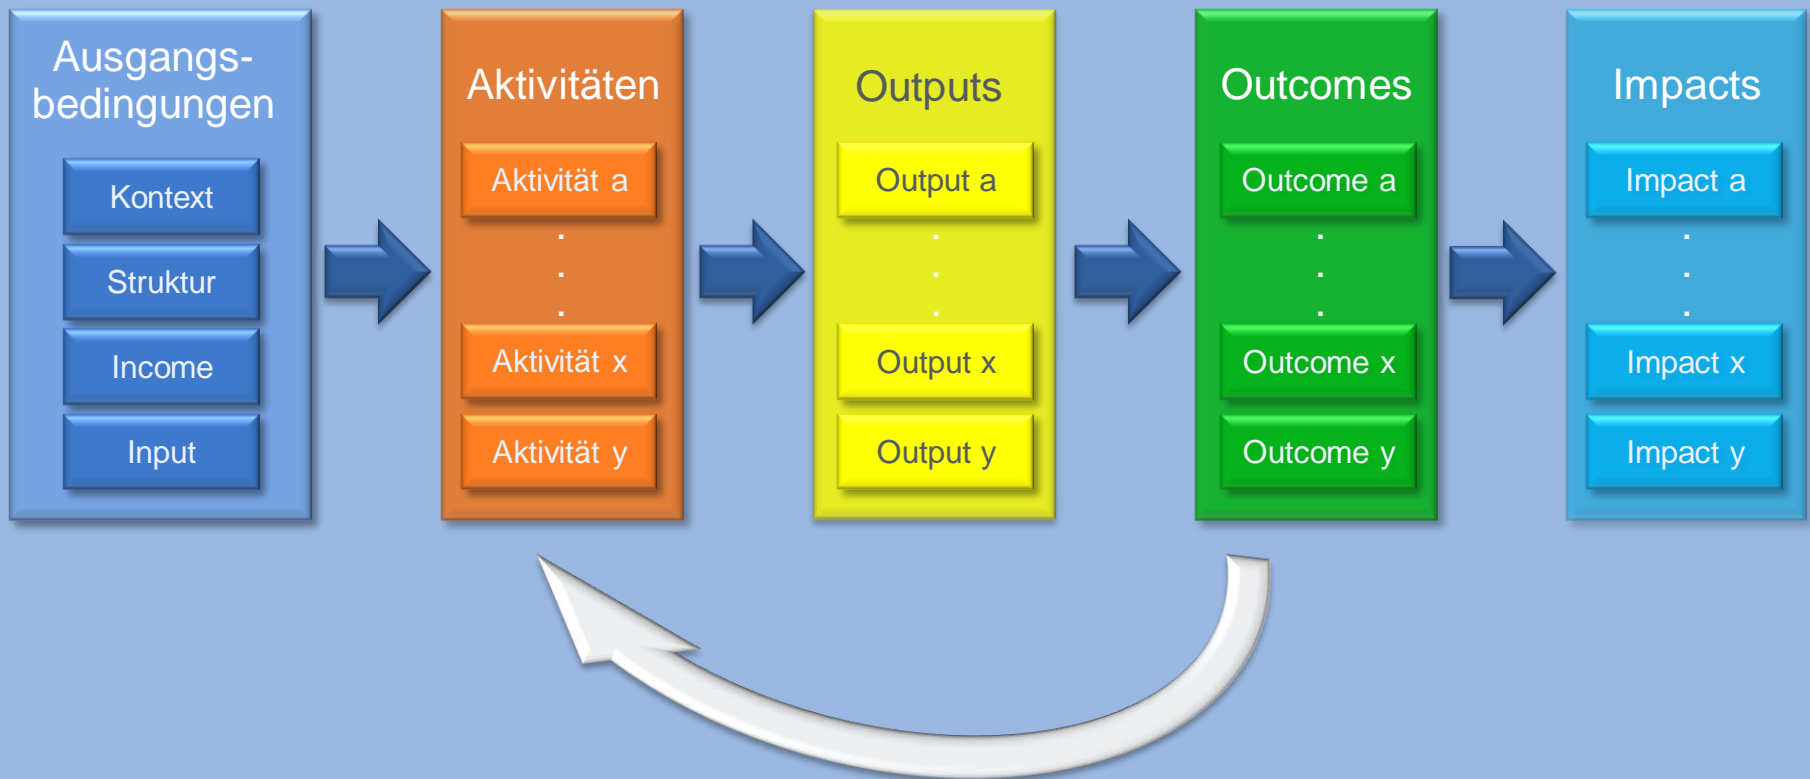 Ausgangs-
bedingungen
Kontext
Struktur
Income
Input
Aktivitäten
Aktivität a
.
.
.
Aktivität x
Aktivität y
Outputs
Output a
.
.
.
Output x
Output y
Outcomes
Outcome a
.
.
.
Outcome x
Outcome y
Impacts
Impact a
.
.
.
Impact x
Impact y